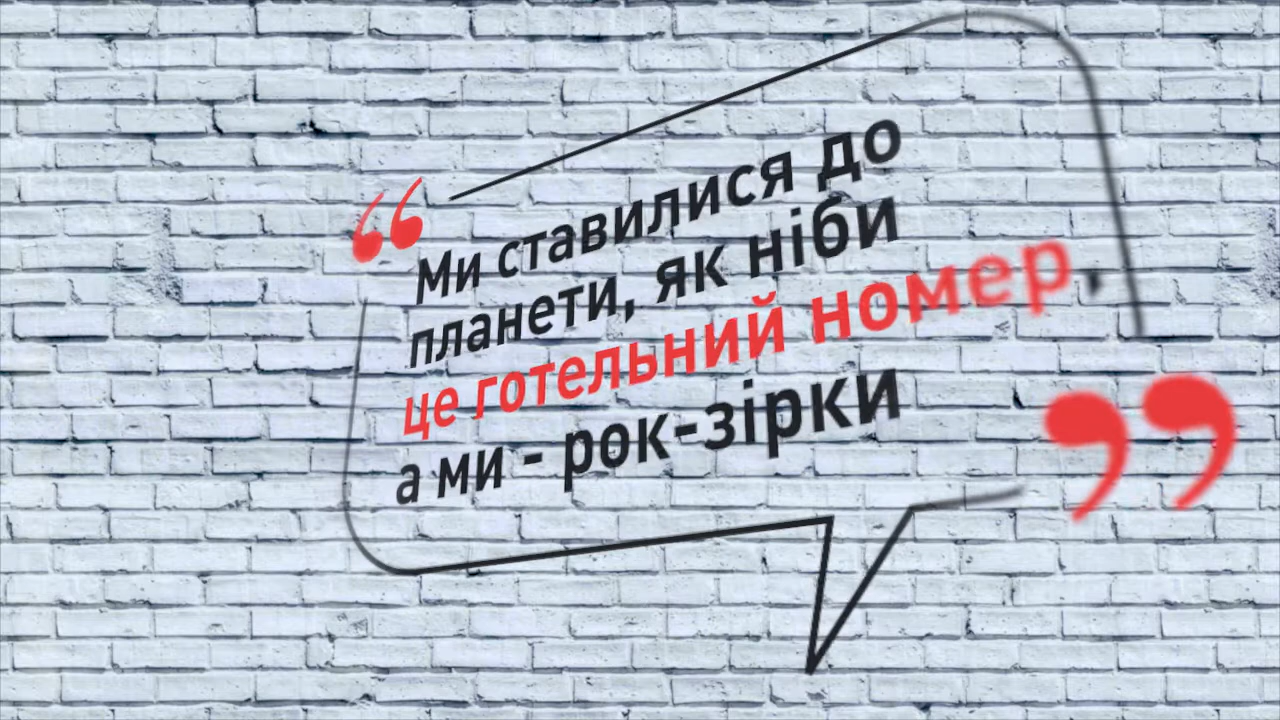 “ Ми ставилися до
планети, як ніби
це готельний номер,
а ми - рок-зірки ”